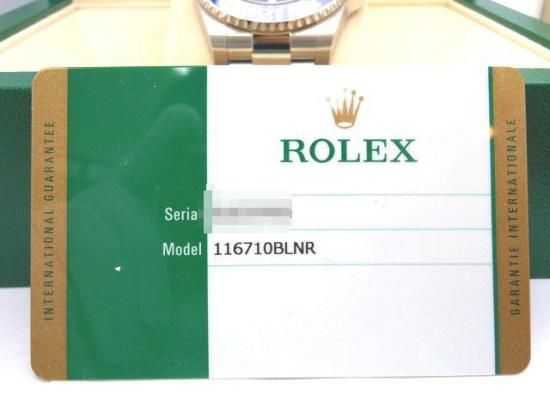 INTERNATIONAL GUARANTEE
ROLEX
Seria
Model 116710BLNR
GARANTIE INTERNATIONALE